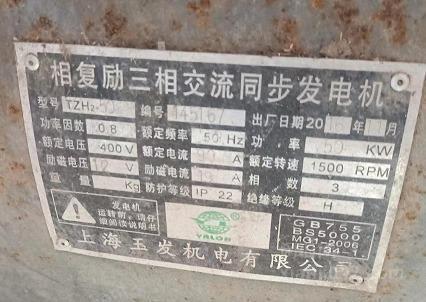 相复励三相交流同步发电机
型号 TZH2-50 编号 出厂日期 20 年 月
功率因数 0.8 额定频率 50 Hz 功率 50 KW
额定电压 400V 额定电流 A 额定转速 1500 RPM
励磁电压 V 励磁电流 A 相数 3
重量 Kg 防护等级 IP 22 绝缘等级 H
发电机
运转前，请仔
细阅读说明书
YALON
GB755
BS5000
MG1-2006
IEC-34-1
上海玉发机电有限公司